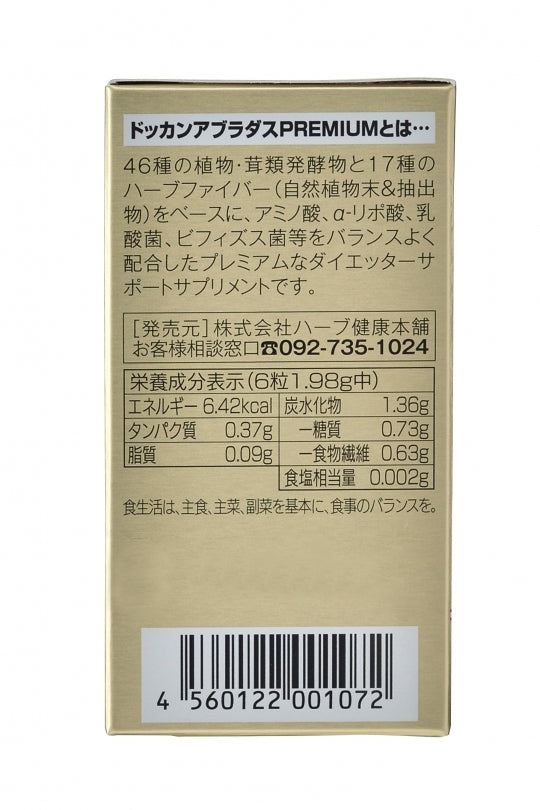 ドッカンアブラダスPREMIUMとは…
46種の植物・茸類発酵物と17種の
ハーブファイバー(自然植物末&抽出
物)をベースに、アミノ酸、α-リポ酸、乳
酸菌、ビフィズス菌等をバランスよく
配合したプレミアムなダイエッターサ
ポートサプリメントです。
[発売元]株式会社ハーブ健康本舗
お客様相談窓口☎092-735-1024
栄養成分表示(6粒1.98g中)
エネルギー 6.42kcal 炭水化物 1.36g
タンパク質 0.37g ー糖質 0.73g
脂質 0.09g ー食物繊維 0.63g
食塩相当量 0.002g
食生活は、主食、主菜、副菜を基本に、食事のバランスを。
4 560122 001072